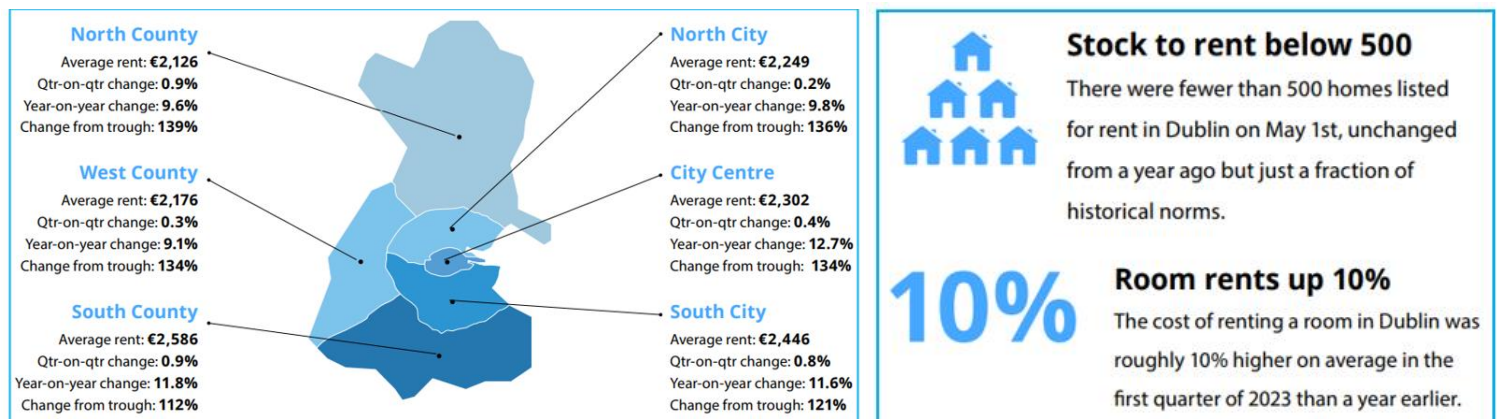 North County
Average rent: €2,126
Qtr-on-qtr change: 0.9%
Year-on-year change: 9.6%
Change from trough: 139%
West County
Average rent: €2,176
Qtr-on-qtr change: 0.3%
Year-on-year change: 9.1%
Change from trough: 134%
South County
Average rent: €2,586
Qtr-on-qtr change: 0.9%
Year-on-year change: 11.8%
Change from trough: 112%
North City
Average rent: €2,249
Qtr-on-qtr change: 0.2%
Year-on-year change: 9.8%
Change from trough: 136%
City Centre
Average rent: €2,302
Qtr-on-qtr change: 0.4%
Year-on-year change: 12.7%
Change from trough: 134%
South City
Average rent: €2,446
Qtr-on-qtr change: 0.8%
Year-on-year change: 11.6%
Change from trough: 121%
Stock to rent below 500
There were fewer than 500 homes listed
for rent in Dublin on May 1st, unchanged
from a year ago but just a fraction of
historical norms.
10%
Room rents up 10%
The cost of renting a room in Dublin was
roughly 10% higher on average in the
first quarter of 2023 than a year earlier.